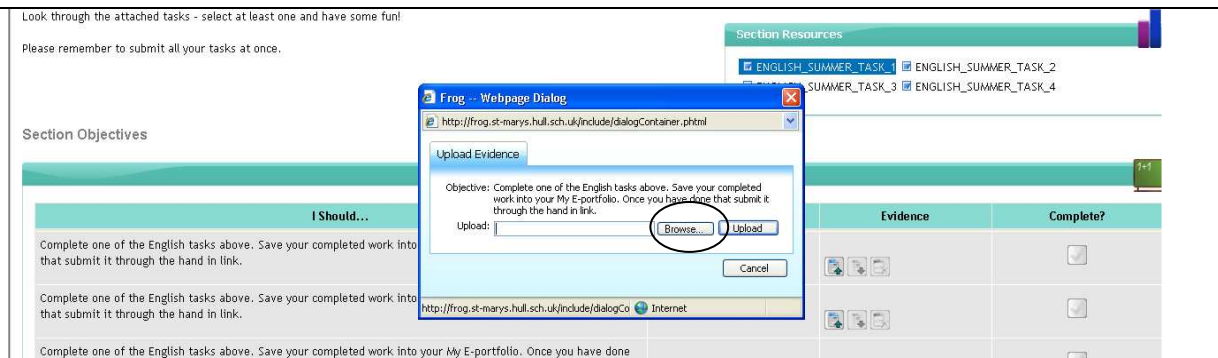 Look through the attached tasks - select at least one and have some fun!
Please remember to submit all your tasks at once.
Section Resources
ENGLISH_SUMMER_TASK_1 ENGLISH_SUMMER_TASK_2
SUMMER_TASK_3 ENGLISH_SUMMER_TASK_4
Frog -- Webpage Dialog
http://frog.st-marys.hull.sch.uk/include/dialogContainer.phtml
Upload Evidence
Objective: Complete one of the English tasks above. Save your completed
work into your My E-portfolio. Once you have done that submit it
through the hand in link.
Upload: Browse... Upload
Cancel
http://frog.st-marys.hull.sch.uk/include/dialogCo Internet
Section Objectives
1+1
I Should... Evidence Complete?
Complete one of the English tasks above. Save your completed work into
that submit it through the hand in link.
Complete one of the English tasks above. Save your completed work into
that submit it through the hand in link.
Complete one of the English tasks above. Save your completed work into your My E-portfolio. Once you have done